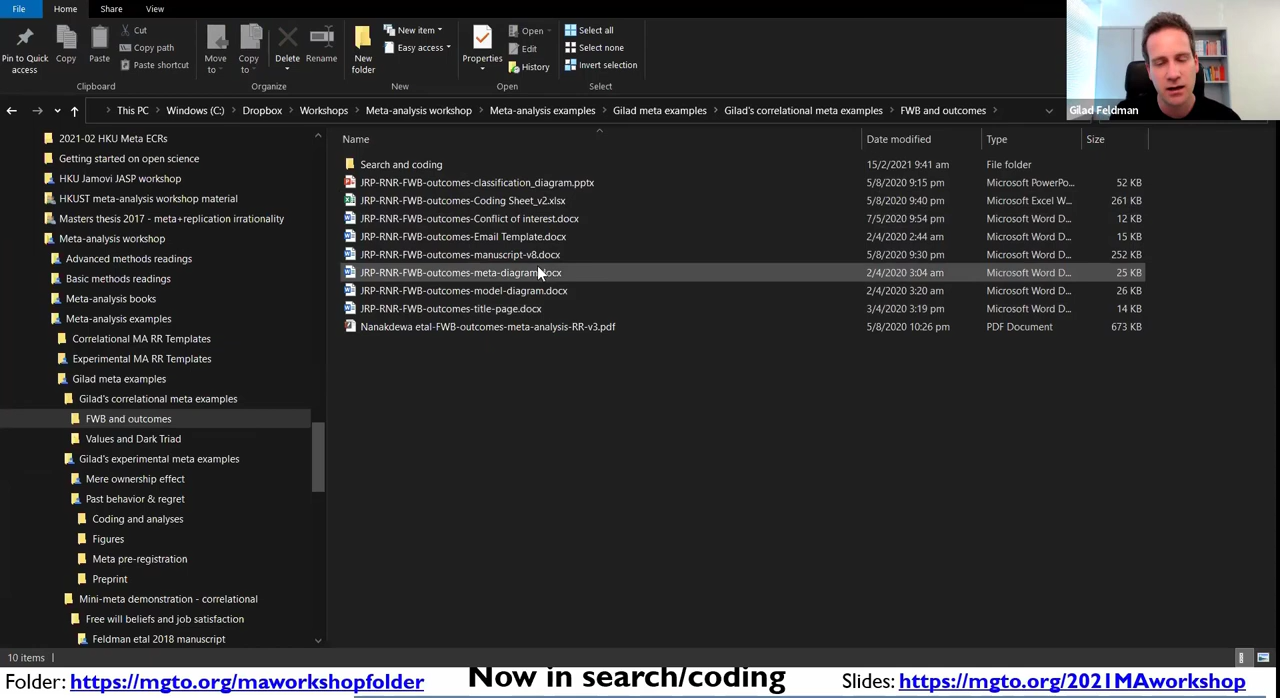 File Home Share View
Pin to Quick access
Copy
Paste
Cut
Copy path
Paste shortcut
Clipboard
Move to
Copy to
Delete
Rename
Organize
New folder
New item
Easy access
New
Properties
Open
Edit
History
Open
Select all
Select none
Invert selection
Select
Gilad Feldman
This PC Windows (C:) Dropbox Workshops Meta-analysis workshop Meta-analysis examples Gilad meta examples Gilad's correlational meta examples FWB and outcomes
2021-02 HKU Meta ECRs
Getting started on open science
HKU Jamovi JASP workshop
HKUST meta-analysis workshop material
Masters thesis 2017 - meta+replication irrationality
Meta-analysis workshop
Advanced methods readings
Basic methods readings
Meta-analysis books
Meta-analysis examples
Correlational MA RR Templates
Experimental MA RR Templates
Gilad meta examples
Gilad's correlational meta examples
FWB and outcomes
Values and Dark Triad
Gilad's experimental meta examples
Mere ownership effect
Past behavior & regret
Coding and analyses
Figures
Meta pre-registration
Preprint
Mini-meta demonstration - correlational
Free will beliefs and job satisfaction
Feldman etal 2018 manuscript
Name Date modified Type Size
Search and coding 15/2/2021 9:41 am File folder
JRP-RNR-FWB-outcomes-classification_diagram.pptx 5/8/2020 9:15 pm Microsoft PowerPo... 52 KB
JRP-RNR-FWB-outcomes-Coding Sheet_v2.xlsx 5/8/2020 9:40 pm Microsoft Excel W... 261 KB
JRP-RNR-FWB-outcomes-Conflict of interest.docx 7/5/2020 9:54 pm Microsoft Word D... 12 KB
JRP-RNR-FWB-outcomes-Email Template.docx 2/4/2020 2:44 am Microsoft Word D... 15 KB
JRP-RNR-FWB-outcomes-manuscript-v8.docx 5/8/2020 9:30 pm Microsoft Word D... 252 KB
JRP-RNR-FWB-outcomes-meta-diagram.docx 2/4/2020 3:04 am Microsoft Word D... 25 KB
JRP-RNR-FWB-outcomes-model-diagram.docx 2/4/2020 3:20 am Microsoft Word D... 26 KB
JRP-RNR-FWB-outcomes-title-page.docx 3/4/2020 3:19 pm Microsoft Word D... 14 KB
Nanakdewa etal-FWB-outcomes-meta-analysis-RR-v3.pdf 5/8/2020 10:26 pm PDF Document 673 KB
10 items
Folder: https://mgto.org/maworkshopfolder Now in search/coding Slides: https://mgto.org/2021MAworkshop